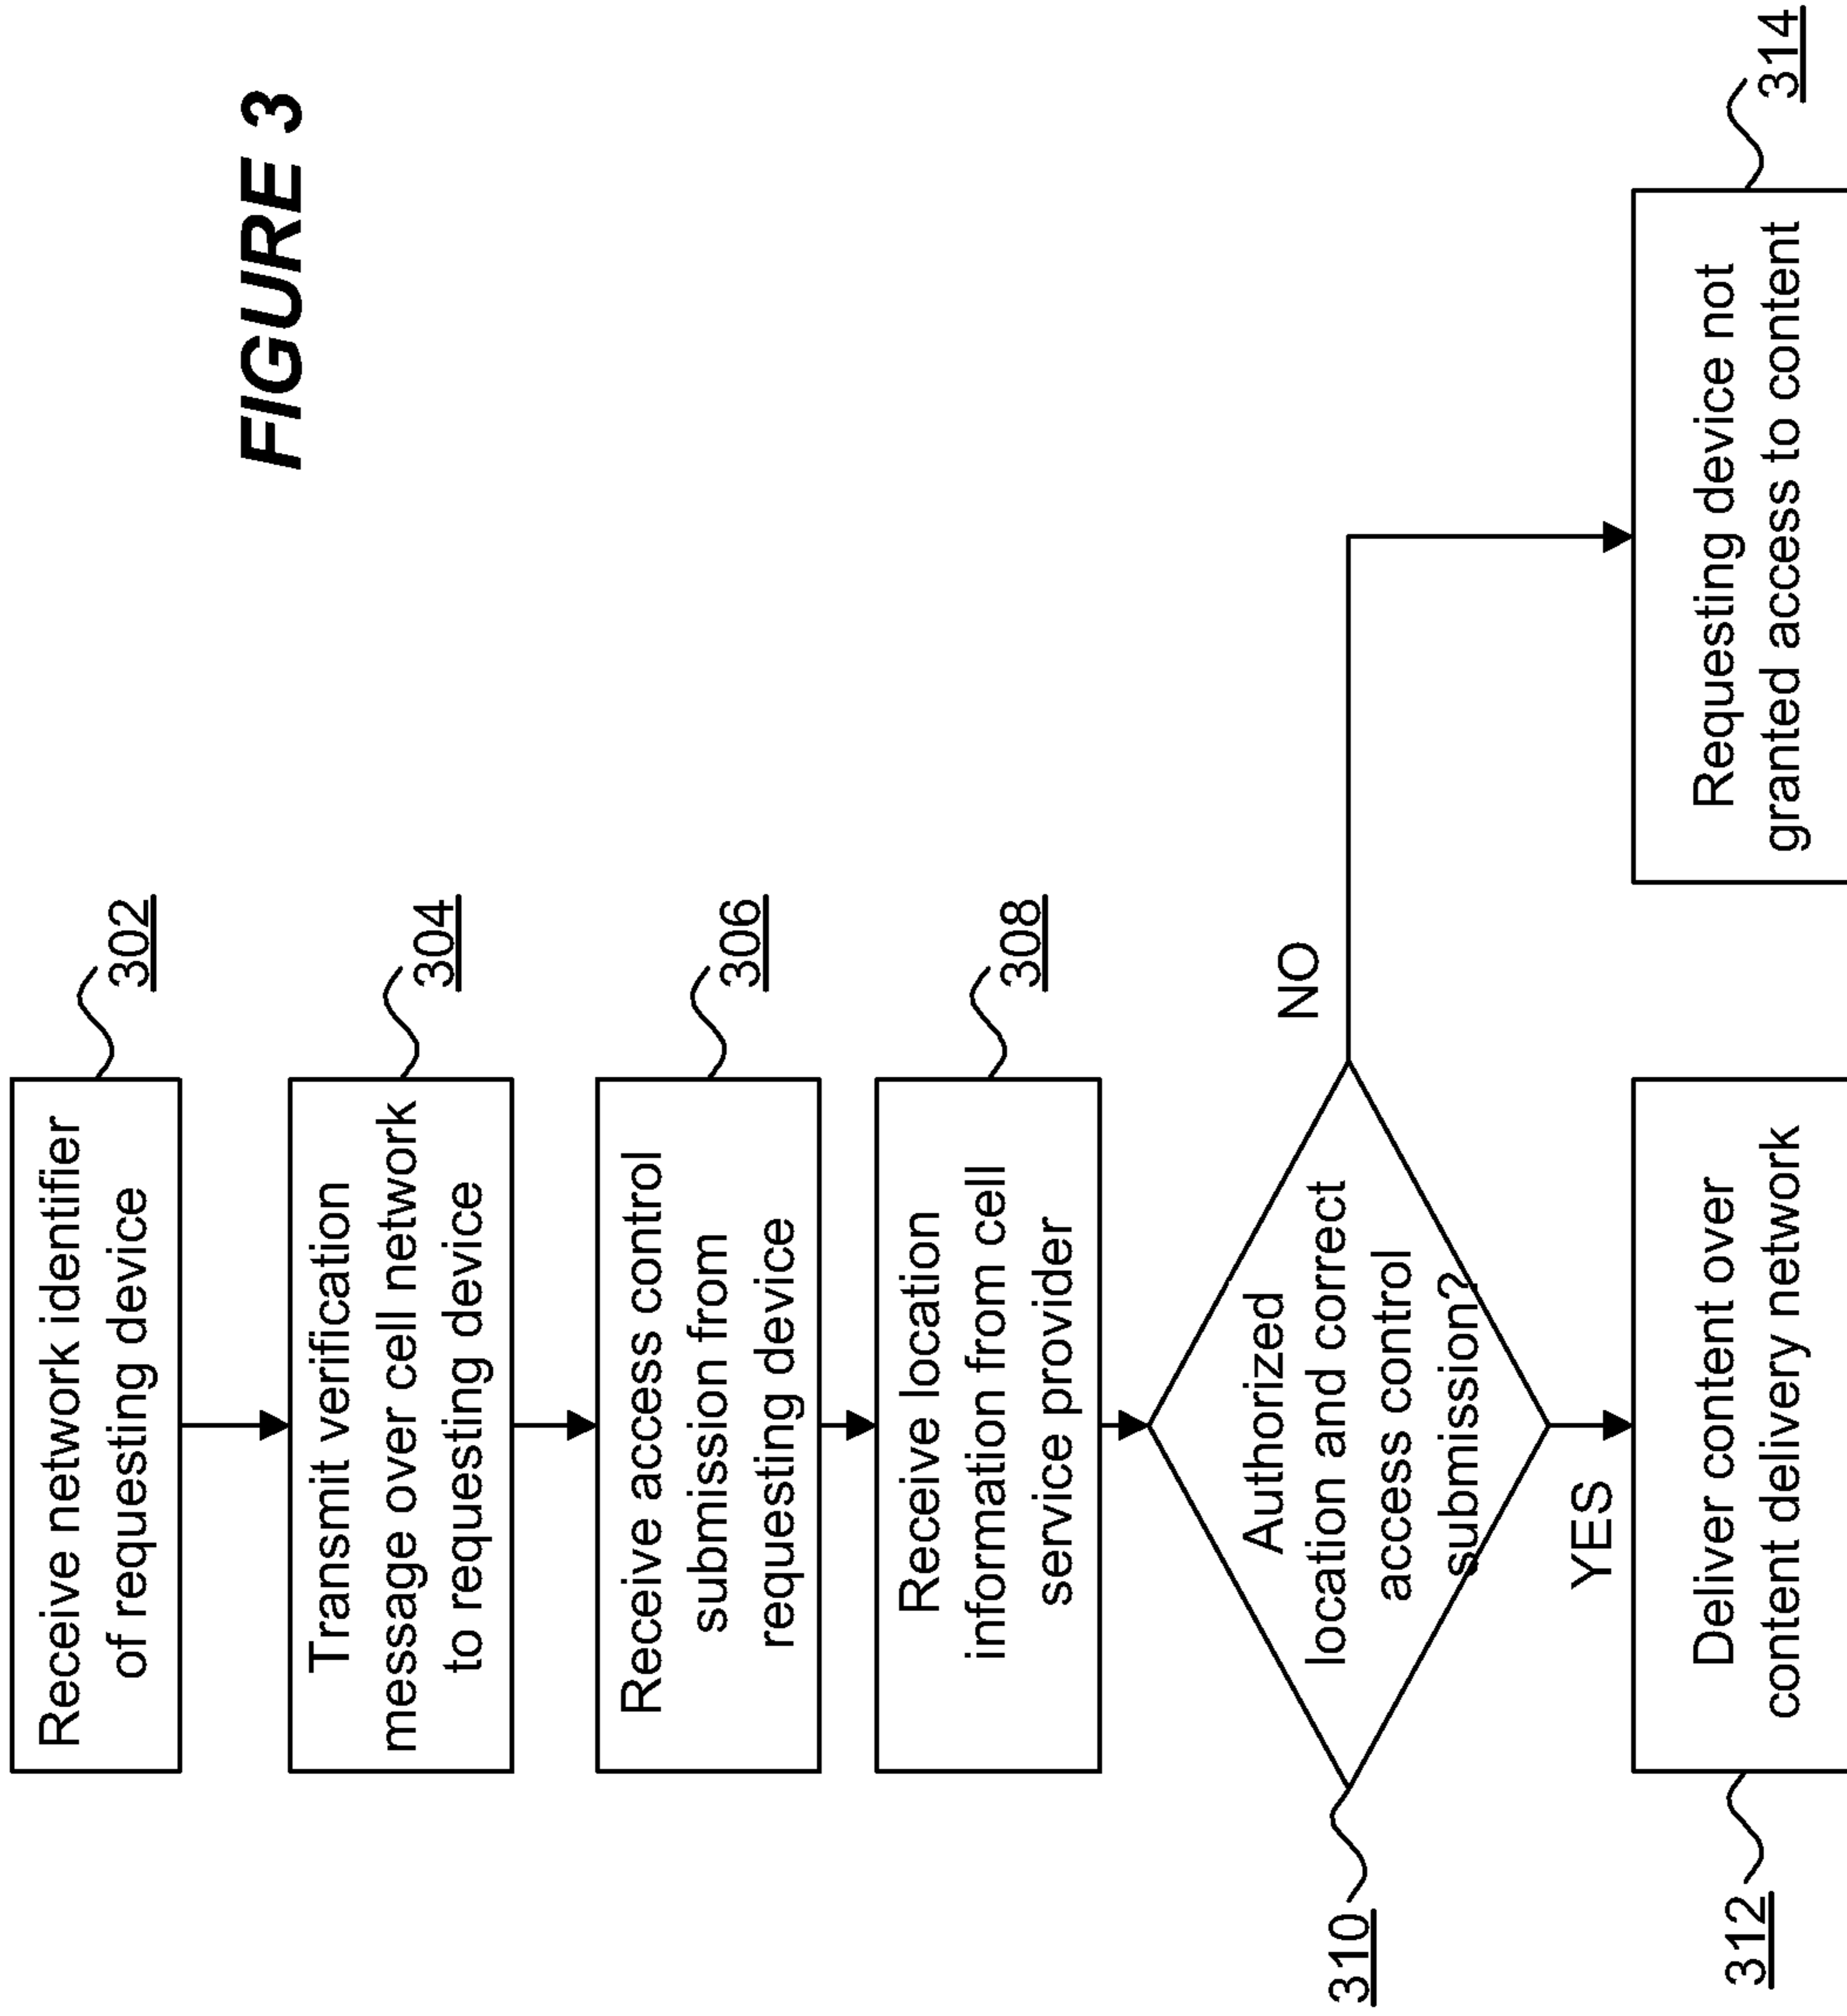 FIGURE 3
Receive network identifier
of requesting device
302
Transmit verification
message over cell network
to requesting device
304
Receive access control
submission from
requesting device
306
Receive location
information from cell
service provider
308
Authorized
location and correct
access control
submission?
310
NO
YES
Deliver content over
content delivery network
312
Requesting device not
granted access to content
314